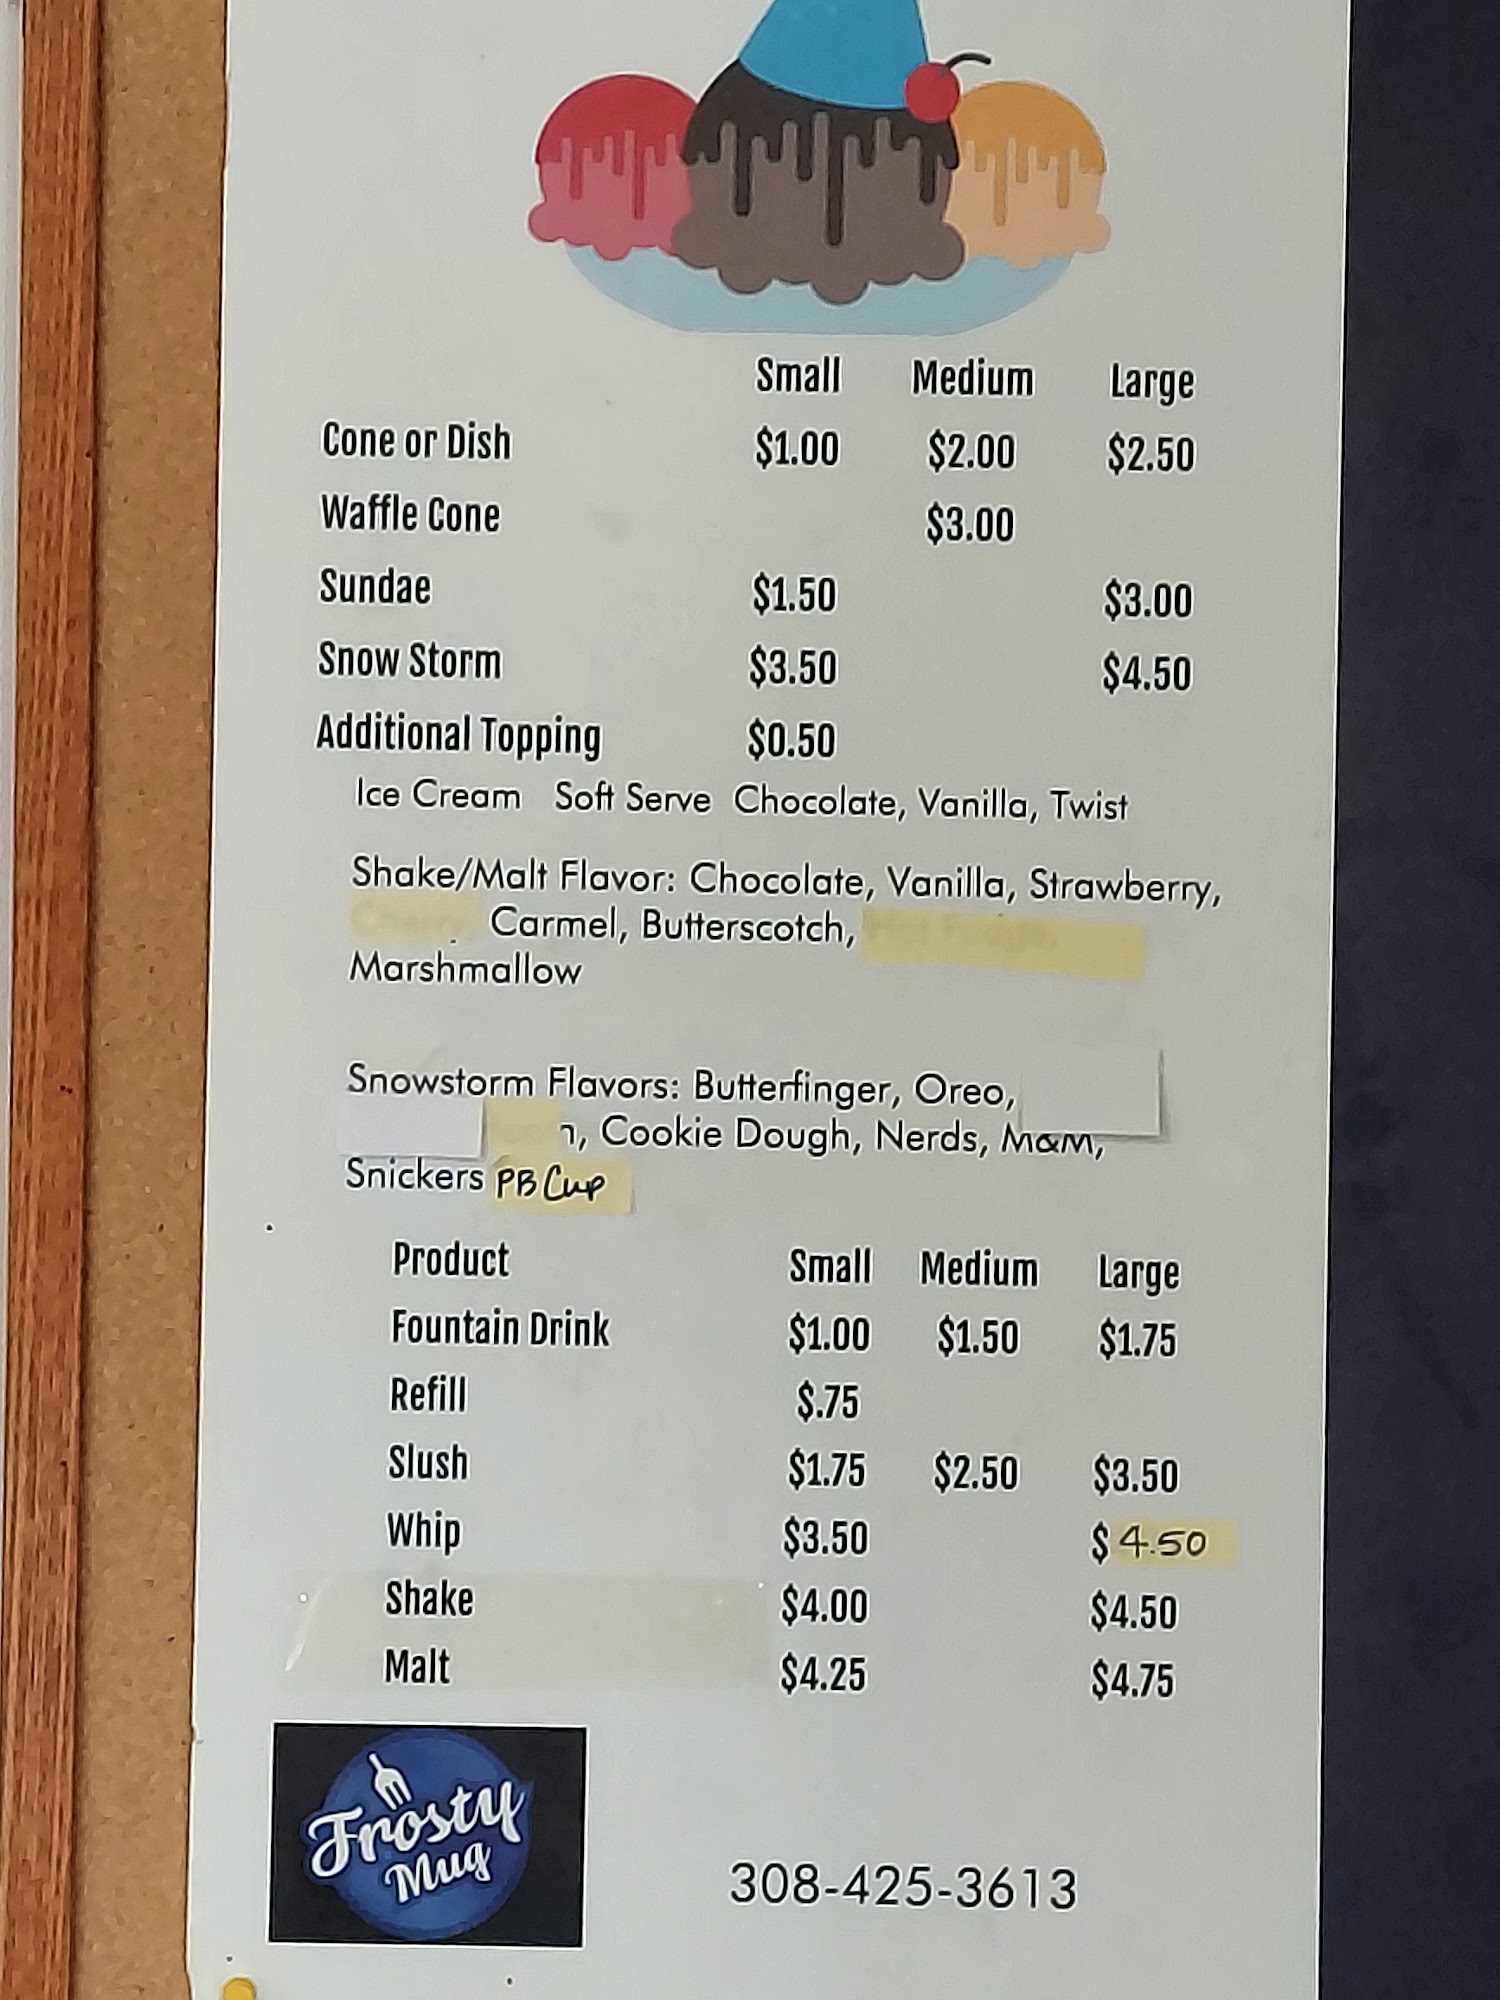 Small Medium Large
Cone or Dish $1.00 $2.00 $2.50
Waffle Cone $3.00
Sundae $1.50 $3.00
Snow Storm $3.50 $4.50
Additional Topping $0.50
Ice Cream Soft Serve Chocolate, Vanilla, Twist
Shake/Malt Flavor: Chocolate, Vanilla, Strawberry,
Carmel, Butterscotch,
Marshmallow
Snowstorm Flavors: Butterfinger, Oreo,
Cookie Dough, Nerds, M&M,
Snickers PB Cup
Product Small Medium Large
Fountain Drink $1.00 $1.50 $1.75
Refill $.75
Slush $1.75 $2.50 $3.50
Whip $3.50 $4.50
Shake $4.00 $4.50
Malt $4.25 $4.75
Frosty
Mug
308-425-3613